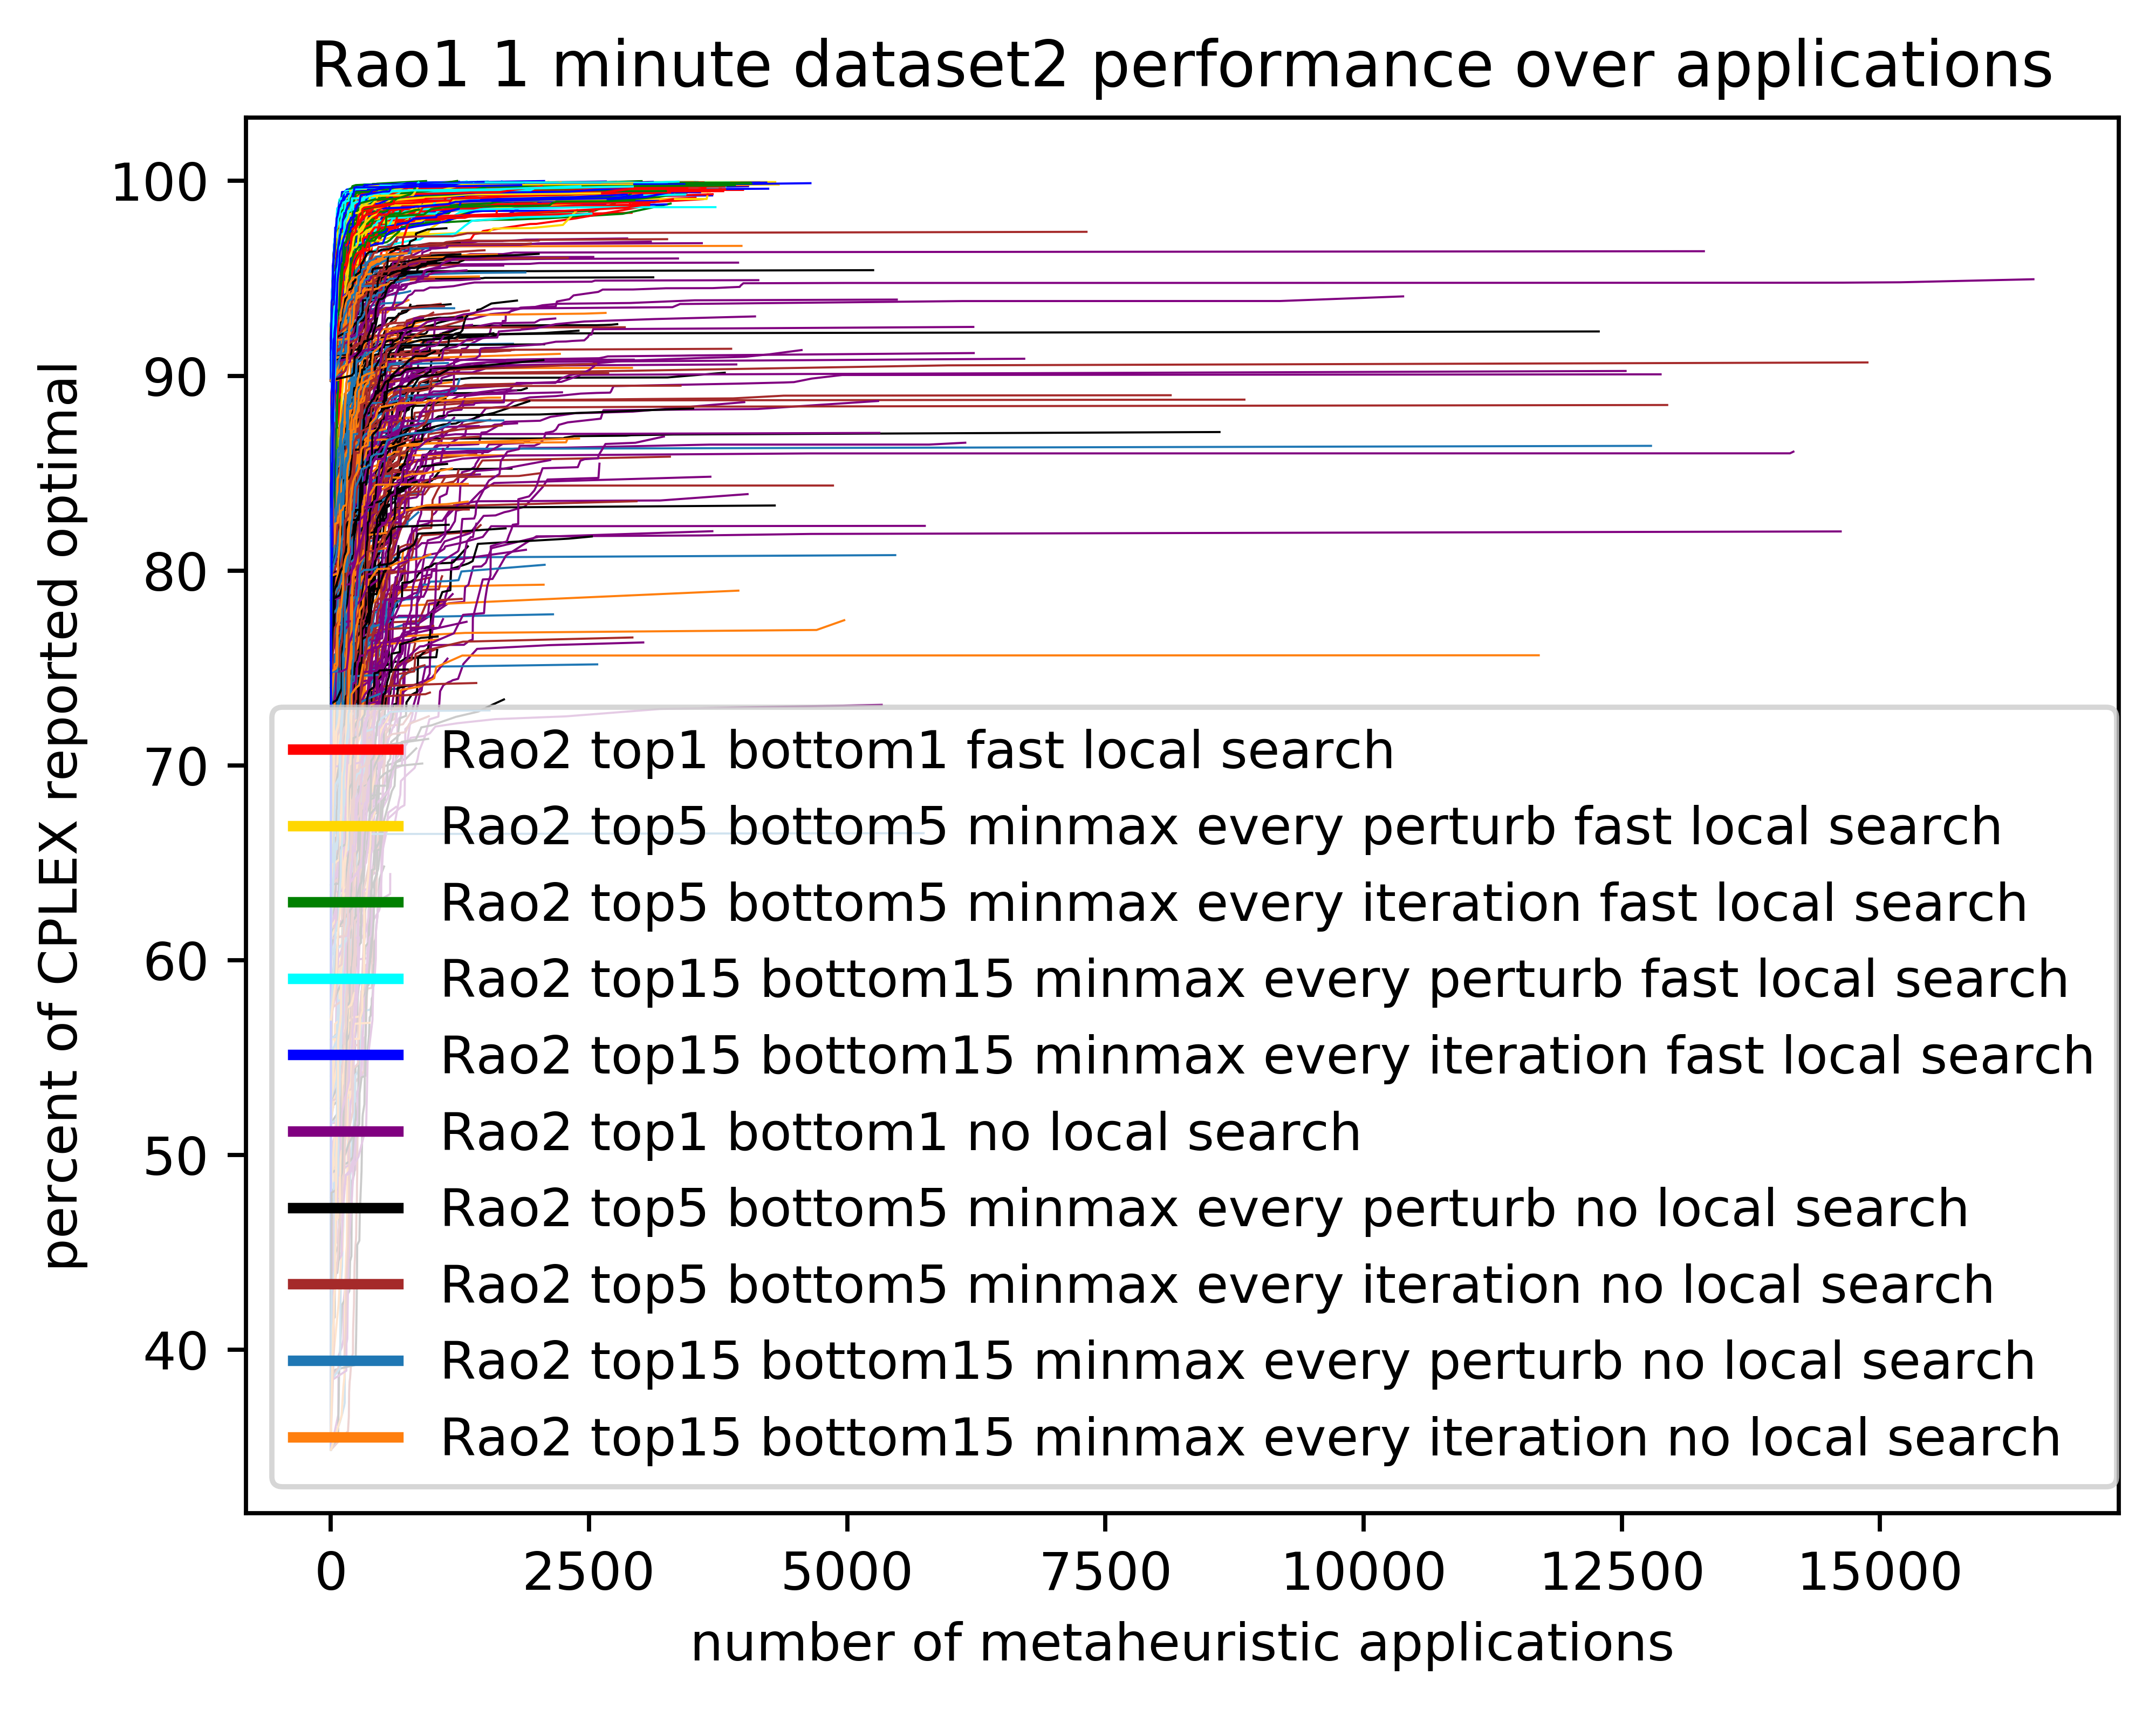 Rao1 1 minute dataset2 performance over applications
percent of CPLEX reported optimal
100
90
80
70
60
50
40
Rao2 top1 bottom1 fast local search
Rao2 top5 bottom5 minmax every perturb fast local search
Rao2 top5 bottom5 minmax every iteration fast local search
Rao2 top15 bottom15 minmax every perturb fast local search
Rao2 top15 bottom15 minmax every iteration fast local search
Rao2 top1 bottom1 no local search
Rao2 top5 bottom5 minmax every perturb no local search
Rao2 top5 bottom5 minmax every iteration no local search
Rao2 top15 bottom15 minmax every perturb no local search
Rao2 top15 bottom15 minmax every iteration no local search
0 2500 5000 7500 10000 12500 15000
number of metaheuristic applications